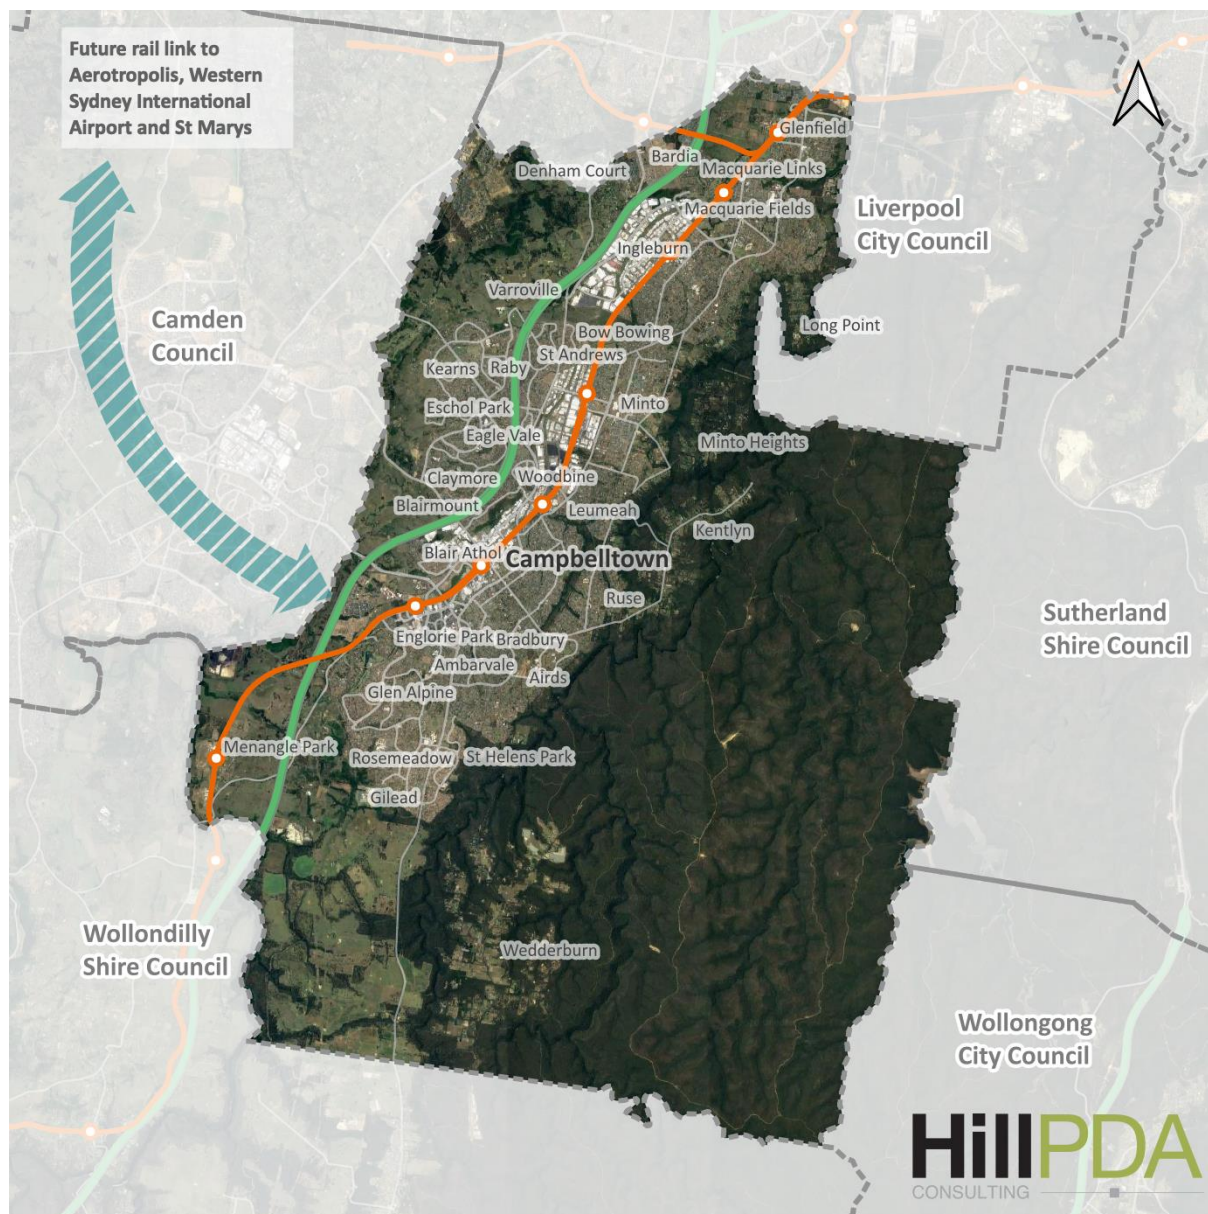 Future rail link to
Aerotropolis, Western
Sydney International
Airport and St Marys
Glenfield
Bardia
Denham Court
Macquarie Links
Macquarie Fields
Liverpool
City Council
Ingleburn
Varroville
Camden
Council
Long Point
Bow Bowing
St Andrews
Kearns
Raby
Eschol Park
Minto
Eagle Vale
Minto Heights
Claymore
Woodbine
Blairmount
Leumeah
Kentlyn
Blair Athol
Campbelltown
Ruse
Sutherland
Shire Council
Englorie Park
Bradbury
Ambarvale
Airds
Glen Alpine
Menangle Park
Rosemeadow
St Helens Park
Gilead
Wollondilly
Shire Council
Wedderburn
Wollongong
City Council
HillPDA
CONSULTING